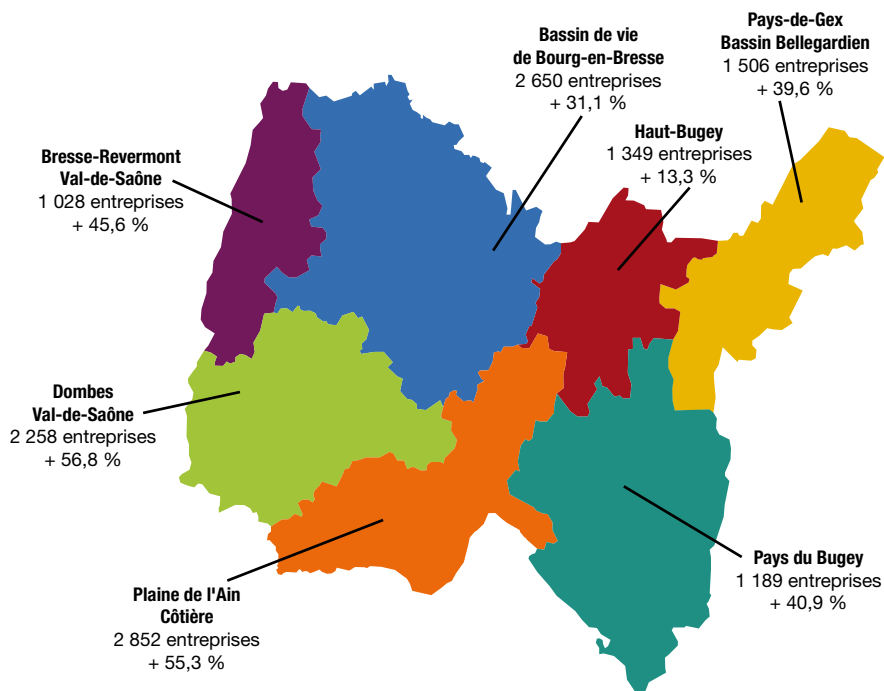 Pays-de-Gex
Bassin Bellegardien
1 506 entreprises
+ 39,6 %
Bassin de vie
de Bourg-en-Bresse
2 650 entreprises
+ 31,1 %
Haut-Bugey
1 349 entreprises
+ 13,3 %
Bresse-Revermont
Val-de-Saône
1 028 entreprises
+ 45,6 %
Dombes
Val-de-Saône
2 258 entreprises
+ 56,8 %
Pays du Bugey
1 189 entreprises
+ 40,9 %
Plaine de l'Ain
Côtière
2 852 entreprises
+ 55,3 %